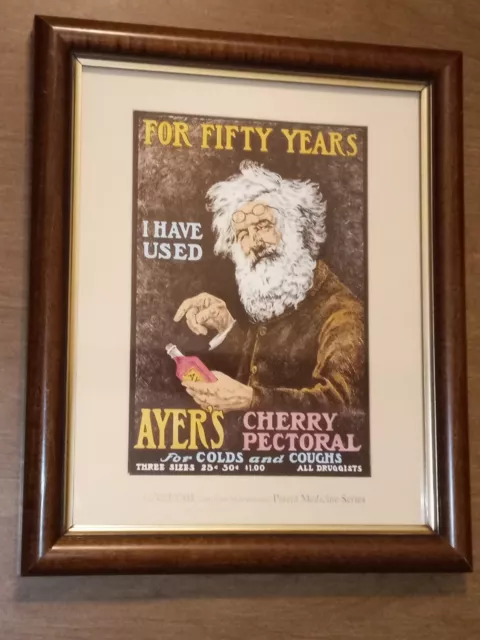 FOR FIFTY YEARS
I HAVE
USED
AYER'S
CHERRY
PECTORAL
for COLDS and COUGHS
THREE SIZES 25¢ 50¢ $1.00 ALL DRUGGISTS
Patent Medicine Series